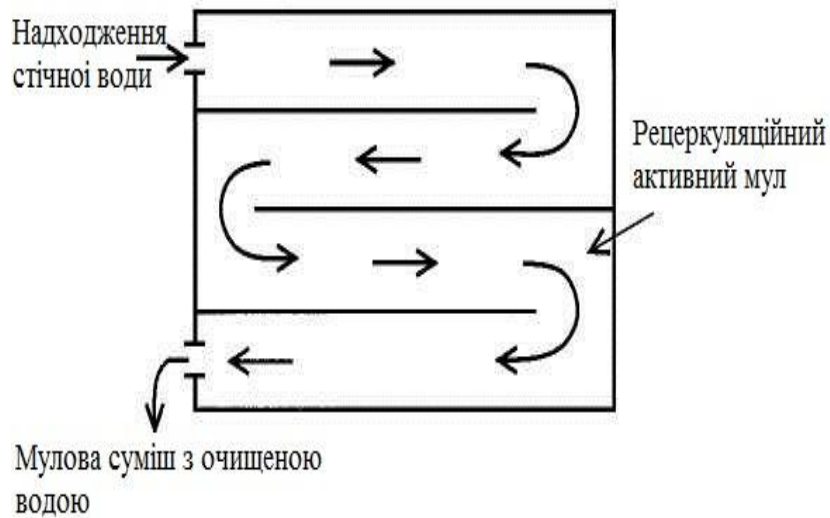 Надходження
стічної води
Рецеркуляційний
активний мул
Мулова суміш з очищеною
водою